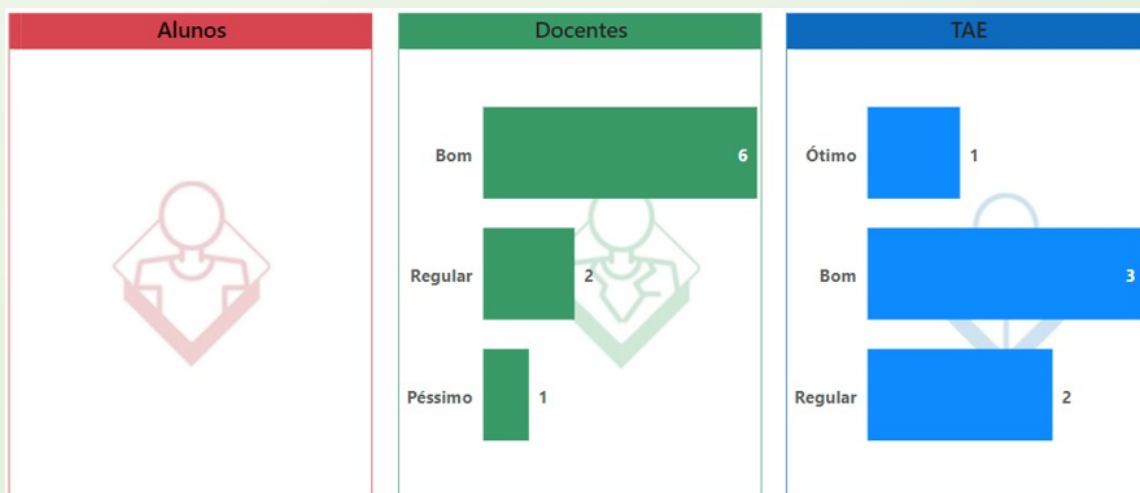 Alunos
Docentes
Bom 6
Regular 2
Péssimo 1
TAE
Ótimo 1
Bom 3
Regular 2